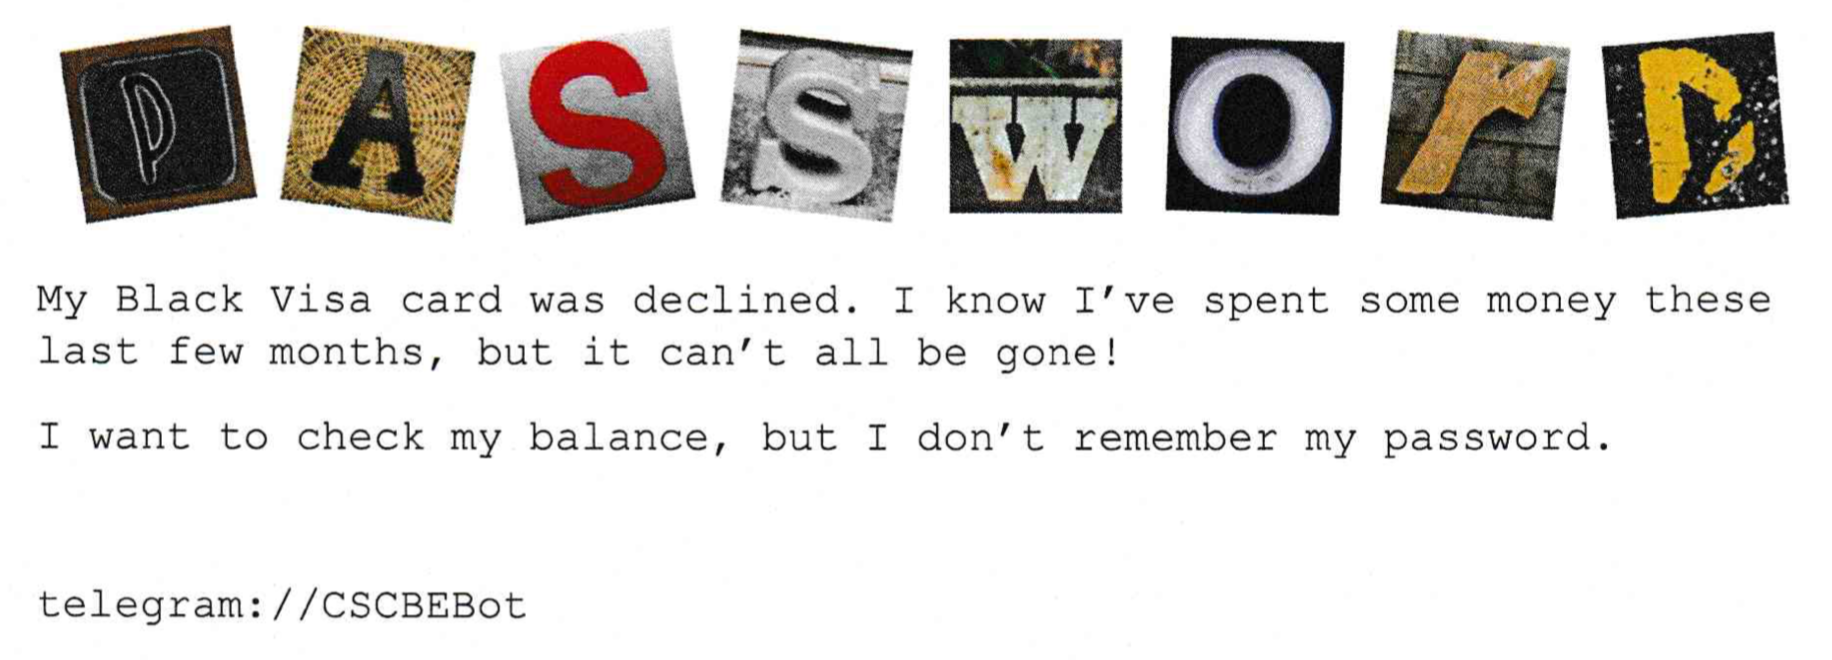 PASSWOrD
My Black Visa card was declined. I know I've spent some money these
last few months, but it can't all be gone!
I want to check my balance, but I don't remember my password.
telegram://CSCBEBot